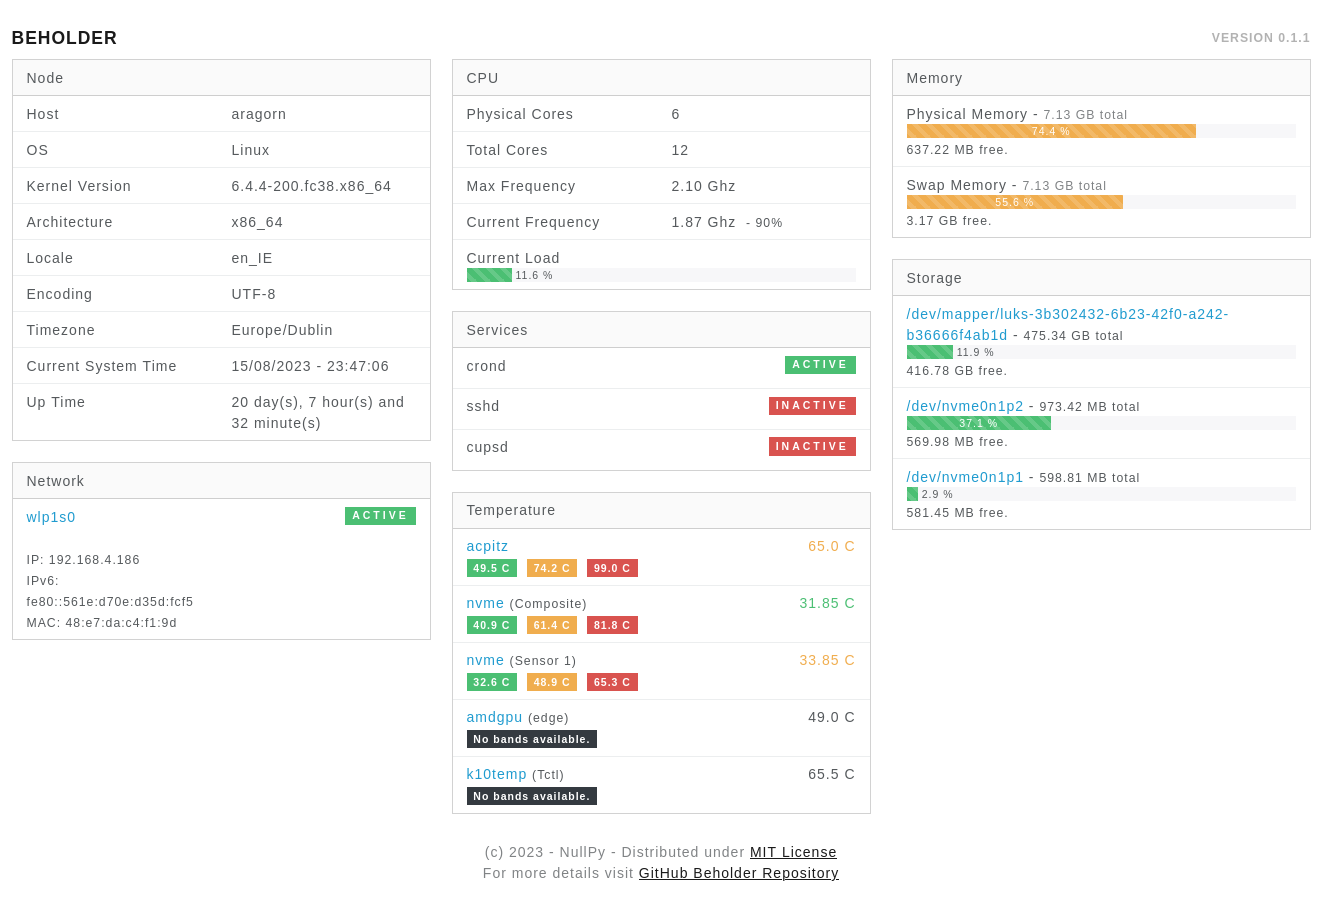 BEHOLDER
VERSION 0.1.1
Node
Host aragorn
OS Linux
Kernel Version 6.4.4-200.fc38.x86_64
Architecture x86_64
Locale en_IE
Encoding UTF-8
Timezone Europe/Dublin
Current System Time 15/08/2023 - 23:47:06
Up Time 20 day(s), 7 hour(s) and
32 minute(s)
Network
wlp1s0 ACTIVE
IP: 192.168.4.186
IPv6:
fe80::561e:d70e:d35d:fcf5
MAC: 48:e7:da:c4:f1:9d
CPU
Physical Cores 6
Total Cores 12
Max Frequency 2.10 Ghz
Current Frequency 1.87 Ghz - 90%
Current Load
11.6 %
Services
crond ACTIVE
sshd INACTIVE
cupsd INACTIVE
Temperature
acpitz 65.0 C
49.5 C 74.2 C 99.0 C
nvme (Composite) 31.85 C
40.9 C 61.4 C 81.8 C
nvme (Sensor 1) 33.85 C
32.6 C 48.9 C 65.3 C
amdgpu (edge) 49.0 C
No bands available.
k10temp (Tctl) 65.5 C
No bands available.
Memory
Physical Memory - 7.13 GB total
74.4 %
637.22 MB free.
Swap Memory - 7.13 GB total
55.6 %
3.17 GB free.
Storage
/dev/mapper/luks-3b302432-6b23-42f0-a242-
b36666f4ab1d - 475.34 GB total
11.9 %
416.78 GB free.
/dev/nvme0n1p2 - 973.42 MB total
37.1 %
569.98 MB free.
/dev/nvme0n1p1 - 598.81 MB total
2.9 %
581.45 MB free.
(c) 2023 - NullPy - Distributed under MIT License
For more details visit GitHub Beholder Repository